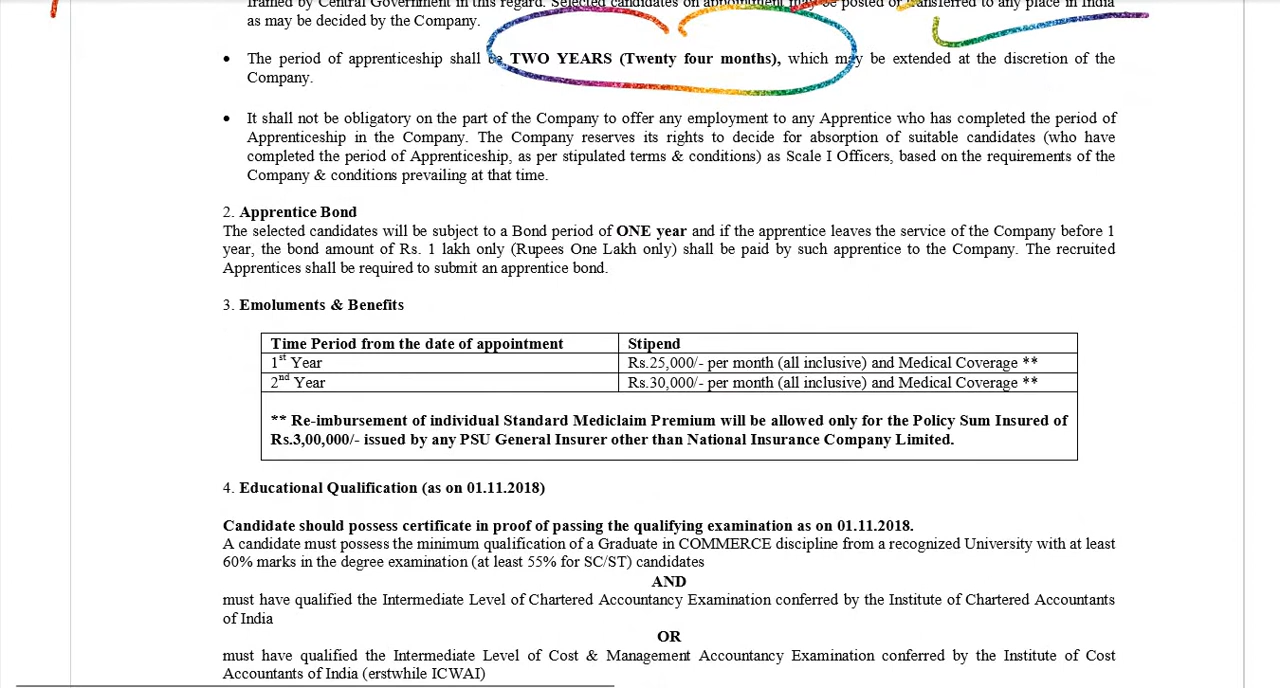 framed by Central Government in this regard. Selected candidates on appointment may be posted or transferred to any place in India
as may be decided by the Company.
• The period of apprenticeship shall be TWO YEARS (Twenty four months), which may be extended at the discretion of the
Company.
• It shall not be obligatory on the part of the Company to offer any employment to any Apprentice who has completed the period of
Apprenticeship in the Company. The Company reserves its rights to decide for absorption of suitable candidates (who have
completed the period of Apprenticeship, as per stipulated terms & conditions) as Scale I Officers, based on the requirements of the
Company & conditions prevailing at that time.
2. Apprentice Bond
The selected candidates will be subject to a Bond period of ONE year and if the apprentice leaves the service of the Company before 1
year, the bond amount of Rs. 1 lakh only (Rupees One Lakh only) shall be paid by such apprentice to the Company. The recruited
Apprentices shall be required to submit an apprentice bond.
3. Emoluments & Benefits
Time Period from the date of appointment Stipend
1st Year Rs.25,000/- per month (all inclusive) and Medical Coverage **
2nd Year Rs.30,000/- per month (all inclusive) and Medical Coverage **
** Re-imbursement of individual Standard Mediclaim Premium will be allowed only for the Policy Sum Insured of
Rs.3,00,000/- issued by any PSU General Insurer other than National Insurance Company Limited.
4. Educational Qualification (as on 01.11.2018)
Candidate should possess certificate in proof of passing the qualifying examination as on 01.11.2018.
A candidate must possess the minimum qualification of a Graduate in COMMERCE discipline from a recognized University with at least
60% marks in the degree examination (at least 55% for SC/ST) candidates
AND
must have qualified the Intermediate Level of Chartered Accountancy Examination conferred by the Institute of Chartered Accountants
of India
OR
must have qualified the Intermediate Level of Cost & Management Accountancy Examination conferred by the Institute of Cost
Accountants of India (erstwhile ICWAI)